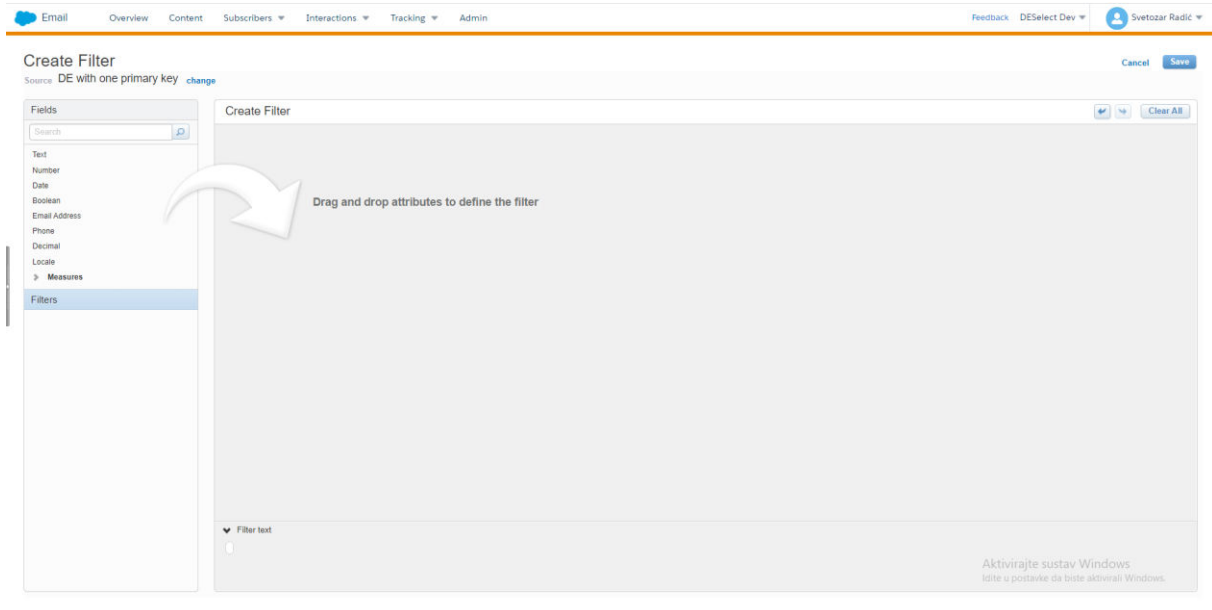 Email Overview Content Subscribers Interactions Tracking Admin Feedback DESelect Dev Svetozar Radić
Create Filter
Cancel Save
Source DE with one primary key change
Fields
Create Filter
Clear All
Search
Text
Number
Date
Boolean
Email Address
Phone
Decimal
Locale
Measures
Filters
Drag and drop attributes to define the filter
Filter text
Aktivirajte sustav Windows
Idite u postavke da biste aktivirali Windows.